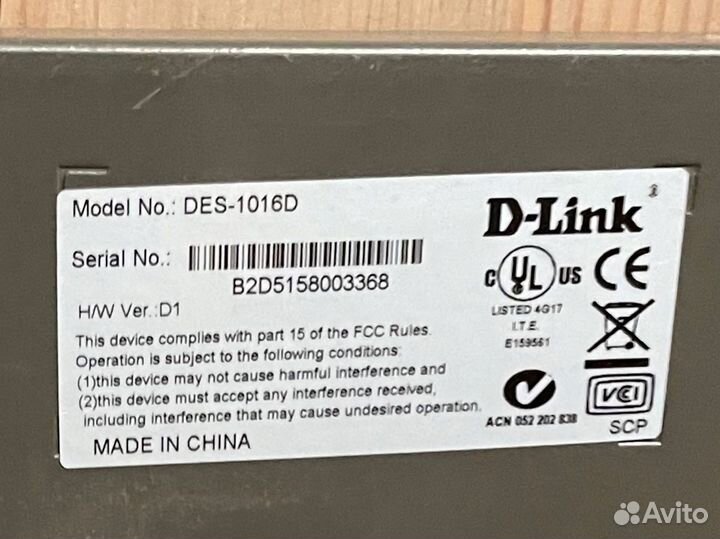 Model No.: DES-1016D
D-Link
Serial No.:
B2D5158003368
H/W Ver.:D1
C UL US CE
LISTED 4G17
I.T.E.
E159561
This device complies with part 15 of the FCC Rules.
Operation is subject to the following conditions:
(1)this device may not cause harmful interference and
(2)this device must accept any interference received,
including interference that may cause undesired operation.
MADE IN CHINA
ACN 052 202 838
VCI
SCP
Avito